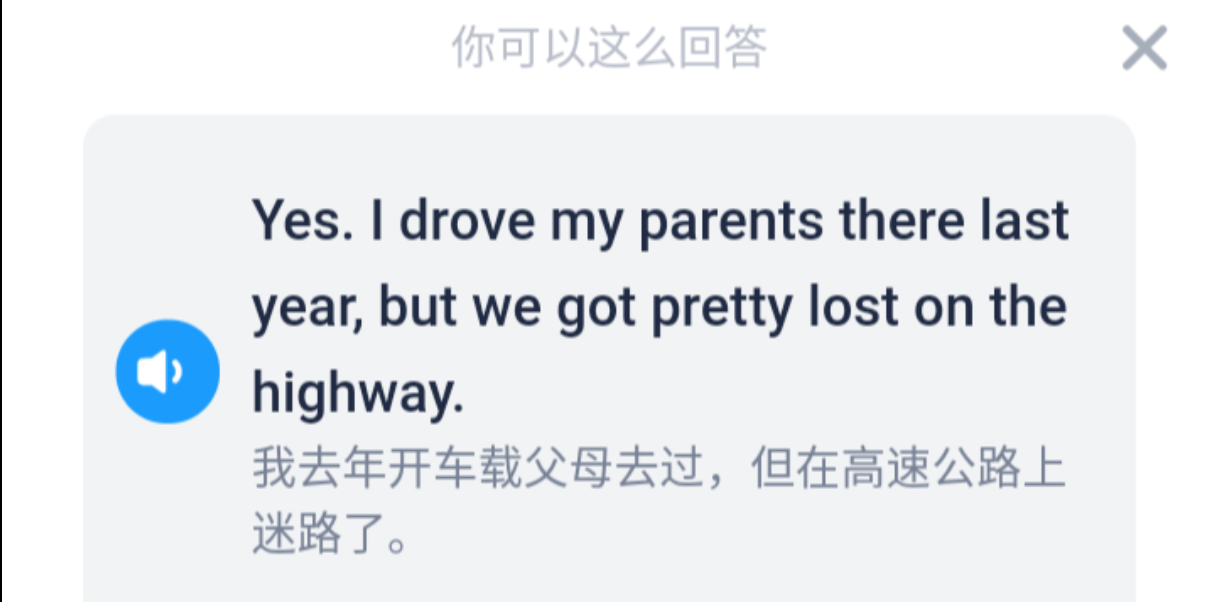 你可以这么回答
Yes. I drove my parents there last
year, but we got pretty lost on the
highway.
我去年开车载父母去过，但在高速公路上
迷路了。